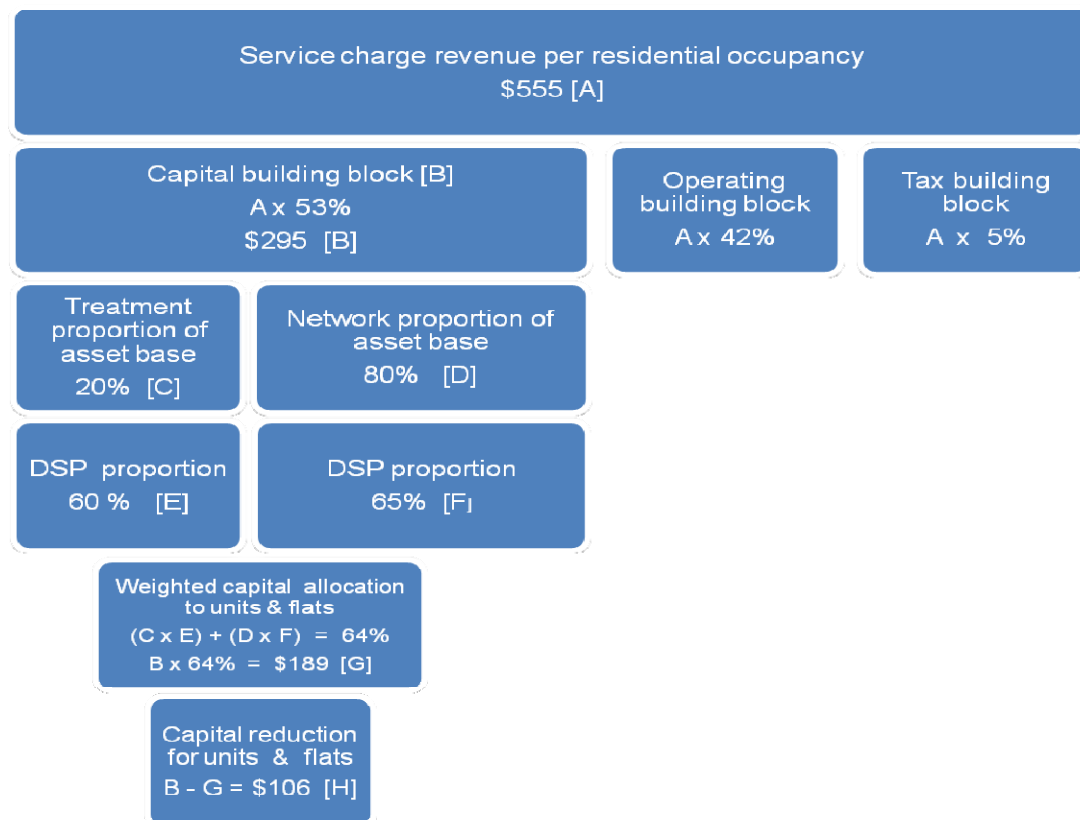 Service charge revenue per residential occupancy
$555 [A]
Capital building block [B]
A x 53%
$295 [B]
Operating
building block
A x 42%
Tax building
block
A x 5%
Treatment
proportion of
asset base
20% [C]
Network proportion of
asset base
80% [D]
DSP proportion
60 % [E]
DSP proportion
65% [F]
Weighted capital allocation
to units & flats
(C x E) + (D x F) = 64%
B x 64% = $189 [G]
Capital reduction
for units & flats
B - G = $106 [H]